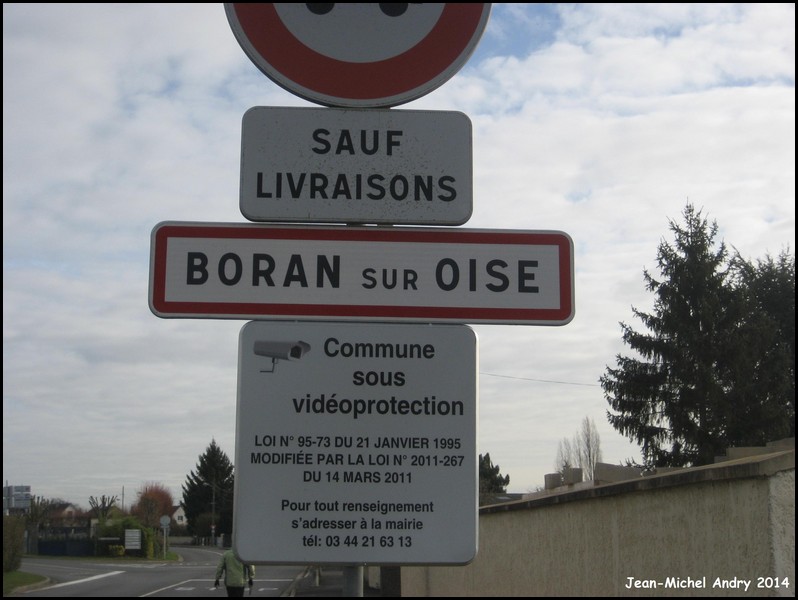 SAUF
LIVRAISONS
BORAN SUR OISE
Commune
sous
vidéoprotection
LOI N° 95-73 DU 21 JANVIER 1995
MODIFIÉE PAR LA LOI N° 2011-267
DU 14 MARS 2011
Pour tout renseignement
s'adresser à la mairie
tél: 03 44 21 63 13
Jean-Michel Andry 2014